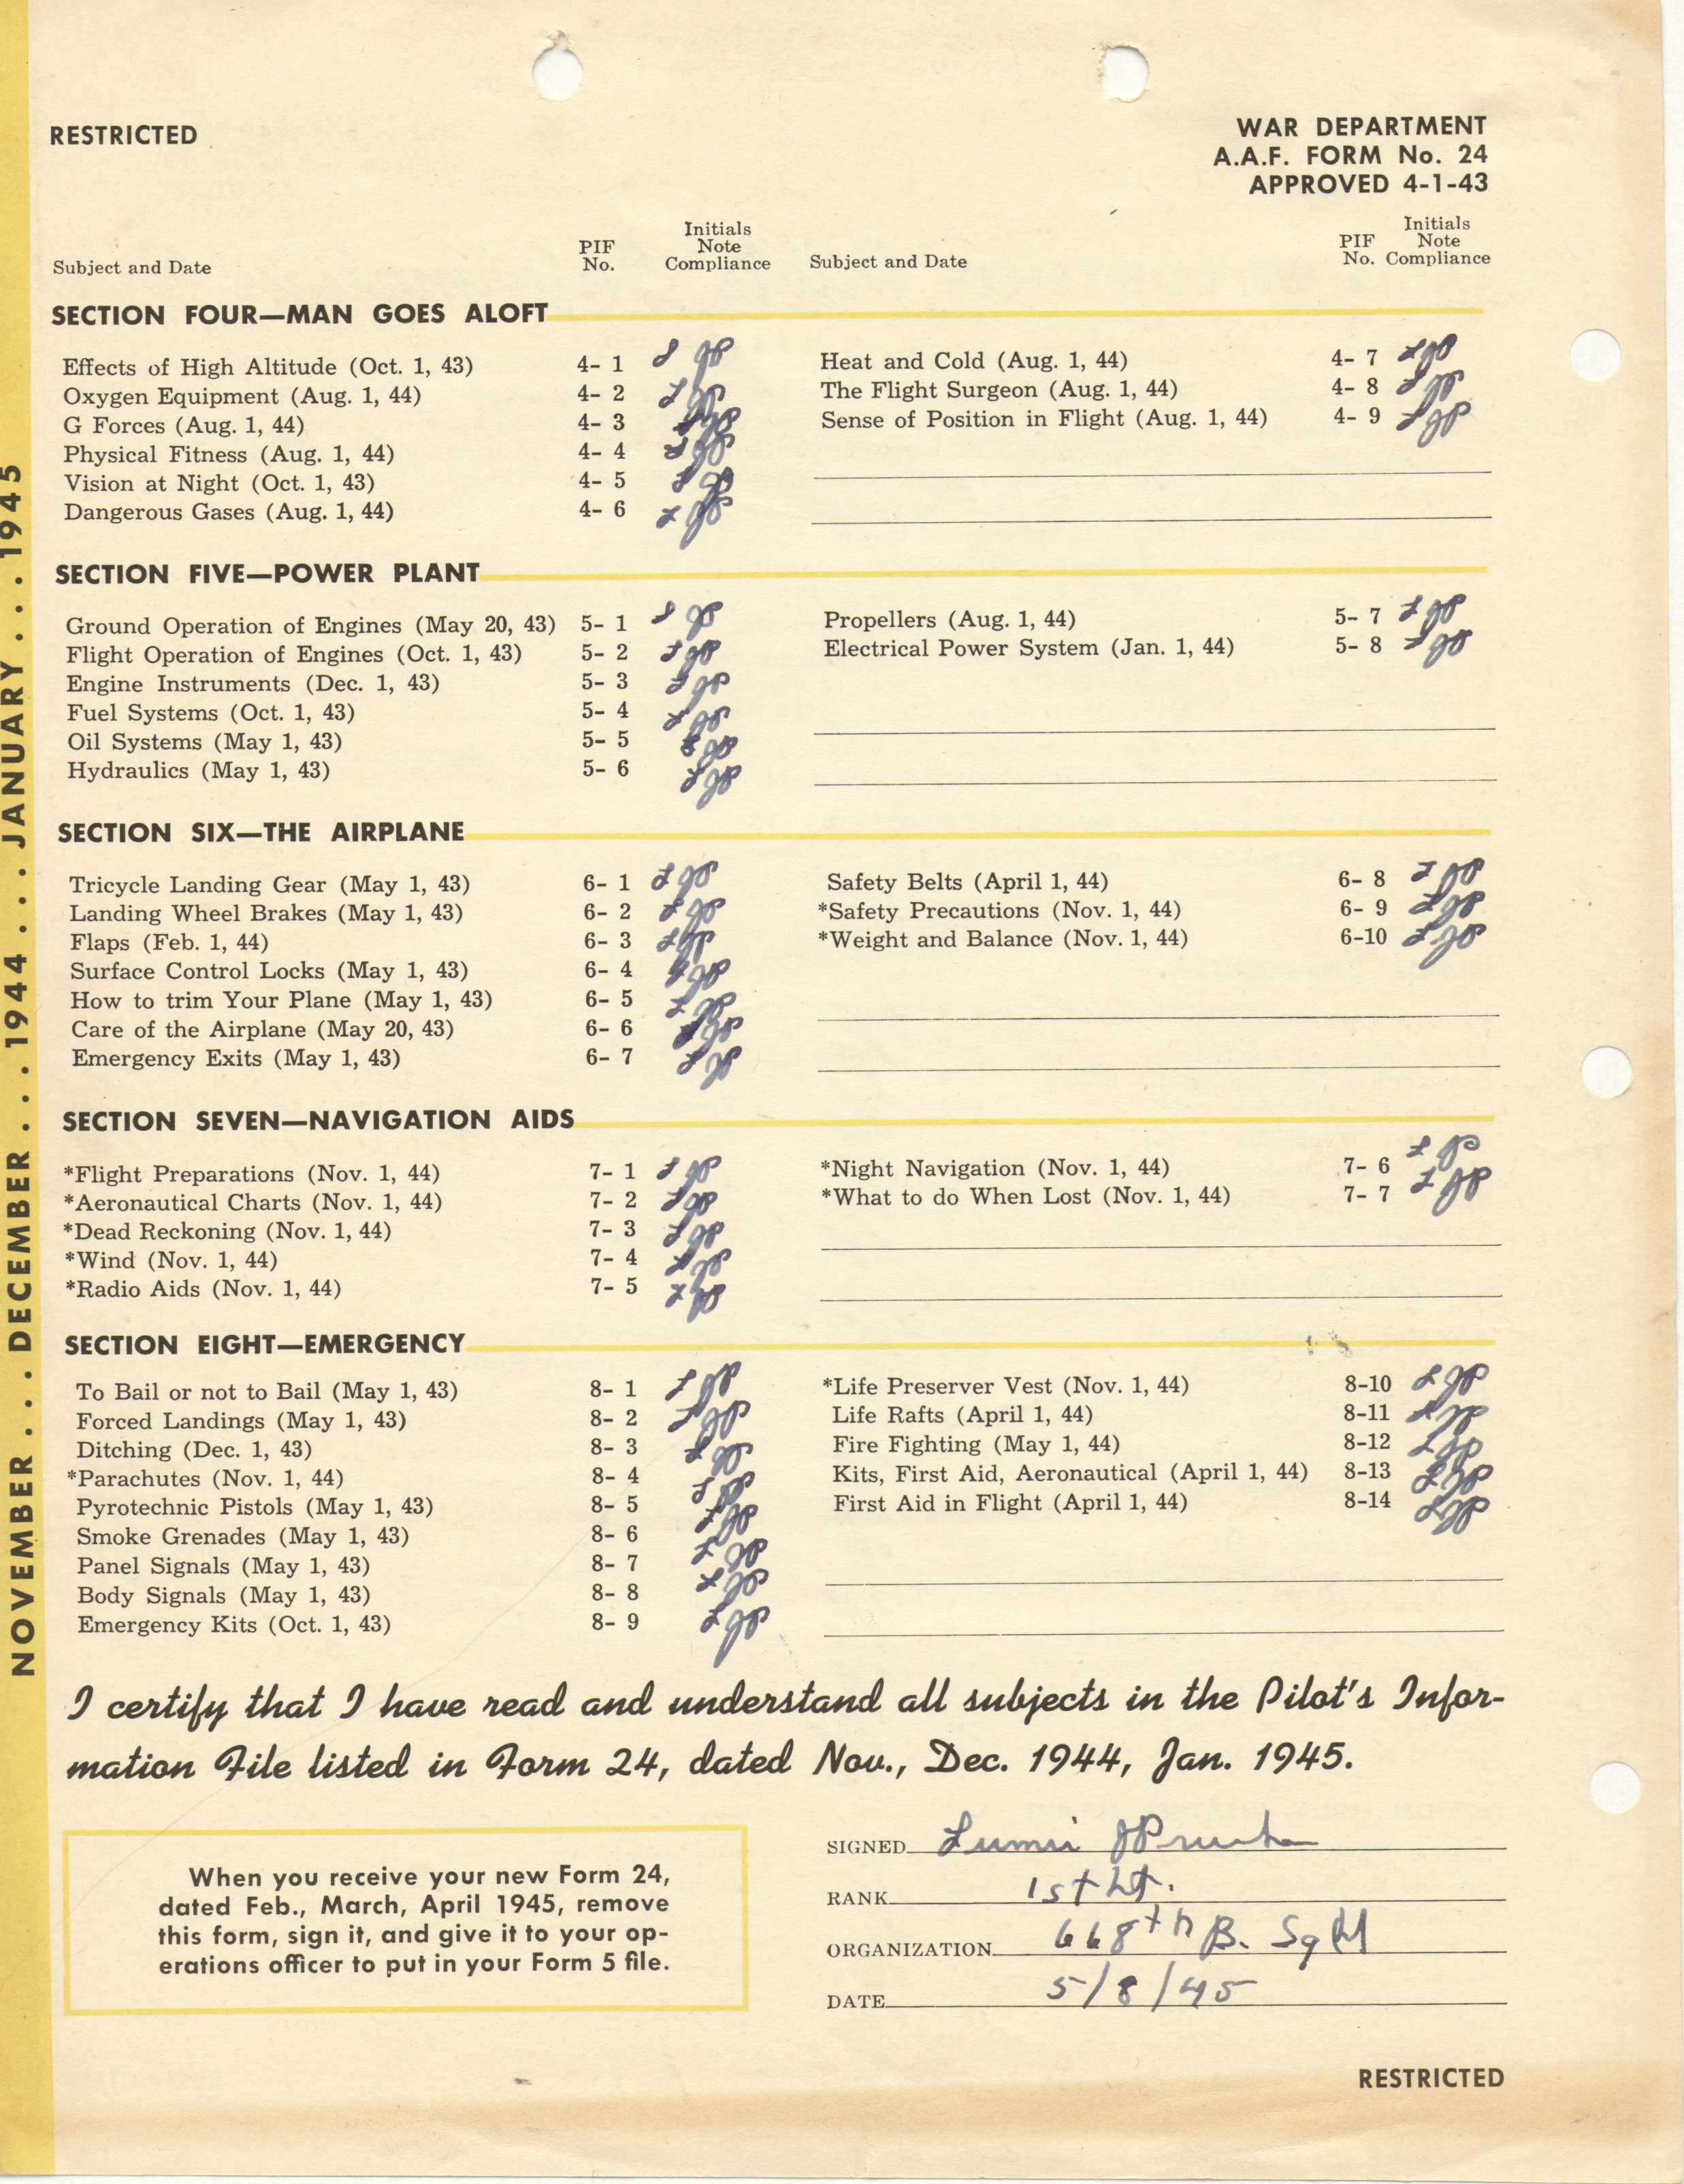 RESTRICTED
WAR DEPARTMENT
A.A.F. FORM No. 24
APPROVED 4-1-43
Subject and Date PIF No. Initials Note Compliance Subject and Date PIF No. Initials Note Compliance
SECTION FOUR—MAN GOES ALOFT
Effects of High Altitude (Oct. 1, 43) 4- 1
Oxygen Equipment (Aug. 1, 44) 4- 2
G Forces (Aug. 1, 44) 4- 3
Physical Fitness (Aug. 1, 44) 4- 4
Vision at Night (Oct. 1, 43) 4- 5
Dangerous Gases (Aug. 1, 44) 4- 6
Heat and Cold (Aug. 1, 44) 4- 7
The Flight Surgeon (Aug. 1, 44) 4- 8
Sense of Position in Flight (Aug. 1, 44) 4- 9
SECTION FIVE—POWER PLANT
Ground Operation of Engines (May 20, 43) 5- 1
Flight Operation of Engines (Oct. 1, 43) 5- 2
Engine Instruments (Dec. 1, 43) 5- 3
Fuel Systems (Oct. 1, 43) 5- 4
Oil Systems (May 1, 43) 5- 5
Hydraulics (May 1, 43) 5- 6
Propellers (Aug. 1, 44) 5- 7
Electrical Power System (Jan. 1, 44) 5- 8
SECTION SIX—THE AIRPLANE
Tricycle Landing Gear (May 1, 43) 6- 1
Landing Wheel Brakes (May 1, 43) 6- 2
Flaps (Feb. 1, 44) 6- 3
Surface Control Locks (May 1, 43) 6- 4
How to trim Your Plane (May 1, 43) 6- 5
Care of the Airplane (May 20, 43) 6- 6
Emergency Exits (May 1, 43) 6- 7
Safety Belts (April 1, 44) 6- 8
*Safety Precautions (Nov. 1, 44) 6- 9
*Weight and Balance (Nov. 1, 44) 6-10
SECTION SEVEN—NAVIGATION AIDS
*Flight Preparations (Nov. 1, 44) 7- 1
*Aeronautical Charts (Nov. 1, 44) 7- 2
*Dead Reckoning (Nov. 1, 44) 7- 3
*Wind (Nov. 1, 44) 7- 4
*Radio Aids (Nov. 1, 44) 7- 5
*Night Navigation (Nov. 1, 44) 7- 6
*What to do When Lost (Nov. 1, 44) 7- 7
SECTION EIGHT—EMERGENCY
To Bail or not to Bail (May 1, 43) 8- 1
Forced Landings (May 1, 43) 8- 2
Ditching (Dec. 1, 43) 8- 3
*Parachutes (Nov. 1, 44) 8- 4
Pyrotechnic Pistols (May 1, 43) 8- 5
Smoke Grenades (May 1, 43) 8- 6
Panel Signals (May 1, 43) 8- 7
Body Signals (May 1, 43) 8- 8
Emergency Kits (Oct. 1, 43) 8- 9
*Life Preserver Vest (Nov. 1, 44) 8-10
Life Rafts (April 1, 44) 8-11
Fire Fighting (May 1, 44) 8-12
Kits, First Aid, Aeronautical (April 1, 44) 8-13
First Aid in Flight (April 1, 44) 8-14
I certify that I have read and understand all subjects in the Pilot's Infor-
mation File listed in Form 24, dated Nov., Dec. 1944, Jan. 1945.
When you receive your new Form 24,
dated Feb., March, April 1945, remove
this form, sign it, and give it to your op-
erations officer to put in your Form 5 file.
SIGNED
RANK 1st Lt.
ORGANIZATION 668th B. Sq
DATE 5/8/45
RESTRICTED
NOVEMBER . . . DECEMBER . . . 1944 . . . JANUARY . . . 1945